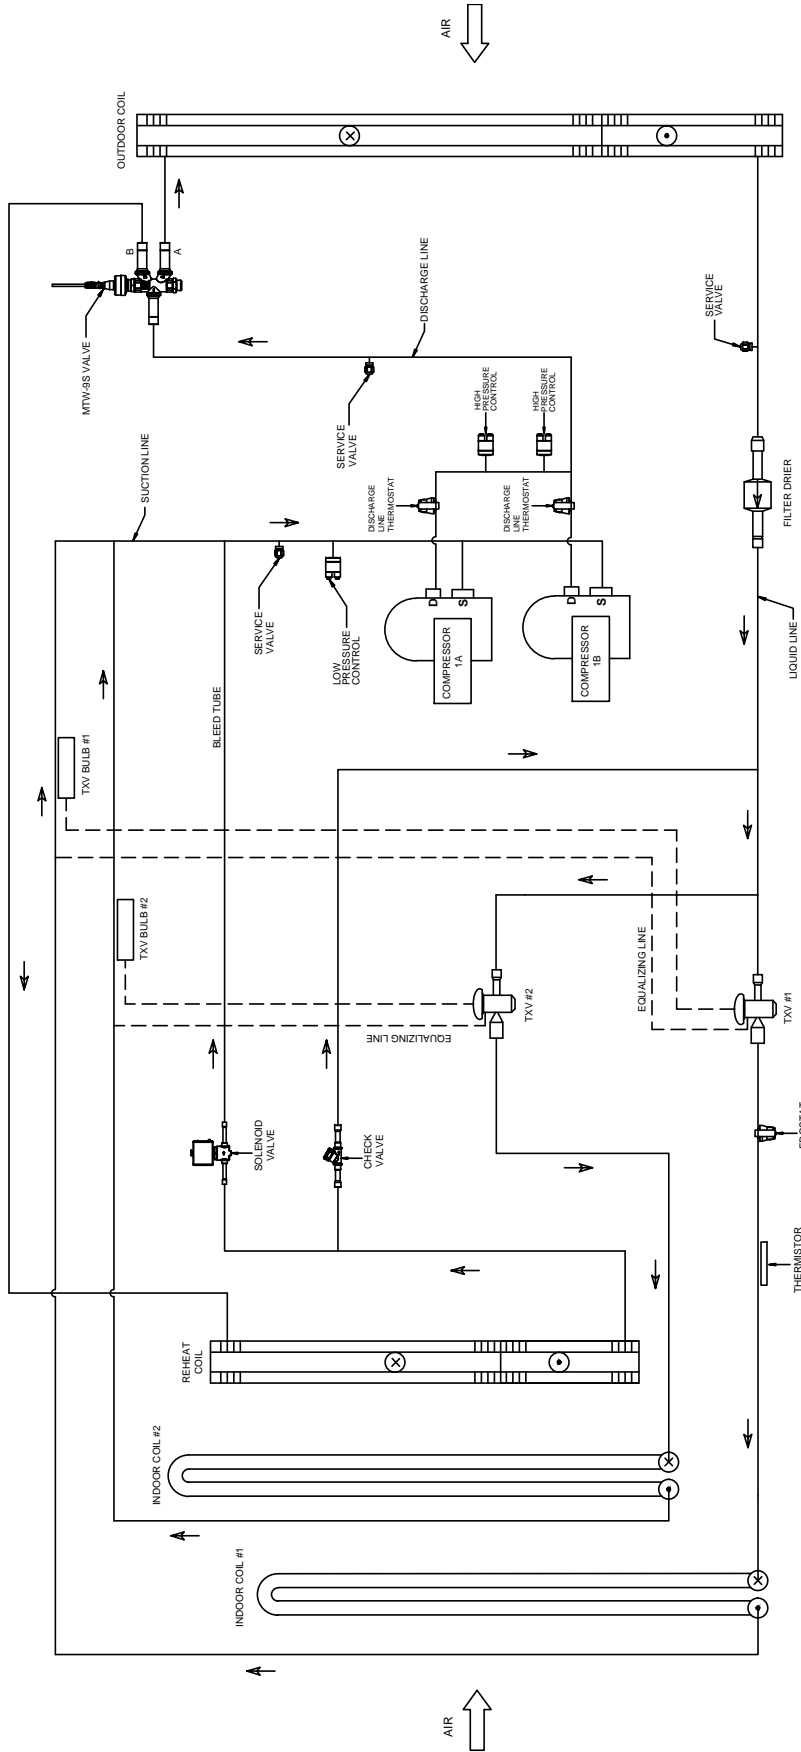 AIR
OUTDOOR COIL
B
A
MTW-9S VALVE
DISCHARGE LINE
SERVICE
VALVE
SUCTION LINE
SERVICE
VALVE
HIGH
PRESSURE
CONTROL
HIGH
PRESSURE
CONTROL
DISCHARGE
LINE
THERMOSTAT
DISCHARGE
LINE
THERMOSTAT
FILTER DRIER
SERVICE
VALVE
LOW
PRESSURE
CONTROL
D
S
COMPRESSOR
1A
D
S
COMPRESSOR
1B
LIQUID LINE
BLEED TUBE
TXV BULB #1
TXV BULB #2
EQUALIZING LINE
EQUALIZING LINE
TXV #2
TXV #1
SOLENOID
VALVE
CHECK
VALVE
THERMISTOR
REHEAT
COIL
INDOOR COIL #2
INDOOR COIL #1
AIR